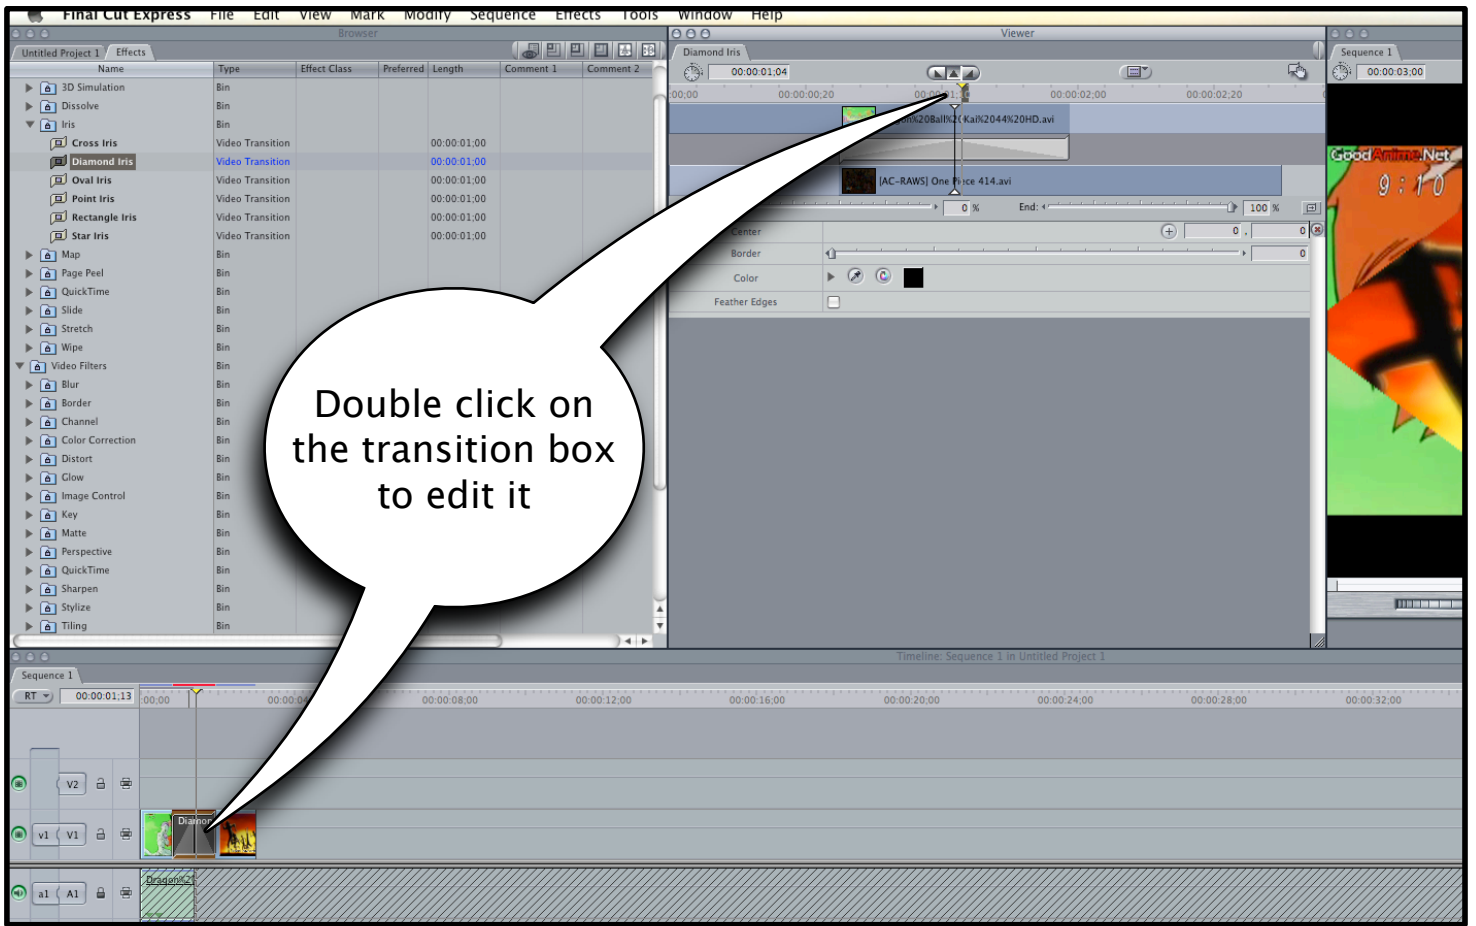 Final Cut Express File Edit View Mark Modify Sequence Effects Tools Window Help
Browser
Untitled Project 1 Effects
Name Type Effect Class Preferred Length Comment 1 Comment 2
3D Simulation Bin
Dissolve Bin
Iris Bin
Cross Iris Video Transition 00:00:01;00
Diamond Iris Video Transition 00:00:01;00
Oval Iris Video Transition 00:00:01;00
Point Iris Video Transition 00:00:01;00
Rectangle Iris Video Transition 00:00:01;00
Star Iris Video Transition 00:00:01;00
Map Bin
Page Peel Bin
QuickTime Bin
Slide Bin
Stretch Bin
Wipe Bin
Video Filters Bin
Blur Bin
Border Bin
Channel Bin
Color Correction Bin
Distort Bin
Glow Bin
Image Control Bin
Key Bin
Matte Bin
Perspective Bin
QuickTime Bin
Sharpen Bin
Stylize Bin
Tiling Bin
Viewer
Diamond Iris
00:00:01;04
00:00:00;20 00:00:02;00 00:00:02;20
Kai%2044%20HD.avi
[AC-RAWS] One Piece 414.avi
0 % End: 100 %
Center 0 , 0
Border 0
Color
Feather Edges
Sequence 1
00:00:03;00
GoodAnime.Net
9:10
Double click on
the transition box
to edit it
Timeline: Sequence 1 in Untitled Project 1
Sequence 1
RT 00:00:01;13 :00;00 00:00:08;00 00:00:12;00 00:00:16;00 00:00:20;00 00:00:24;00 00:00:28;00 00:00:32;00
V2
v1 V1 Diamon
a1 A1 Dragon%2